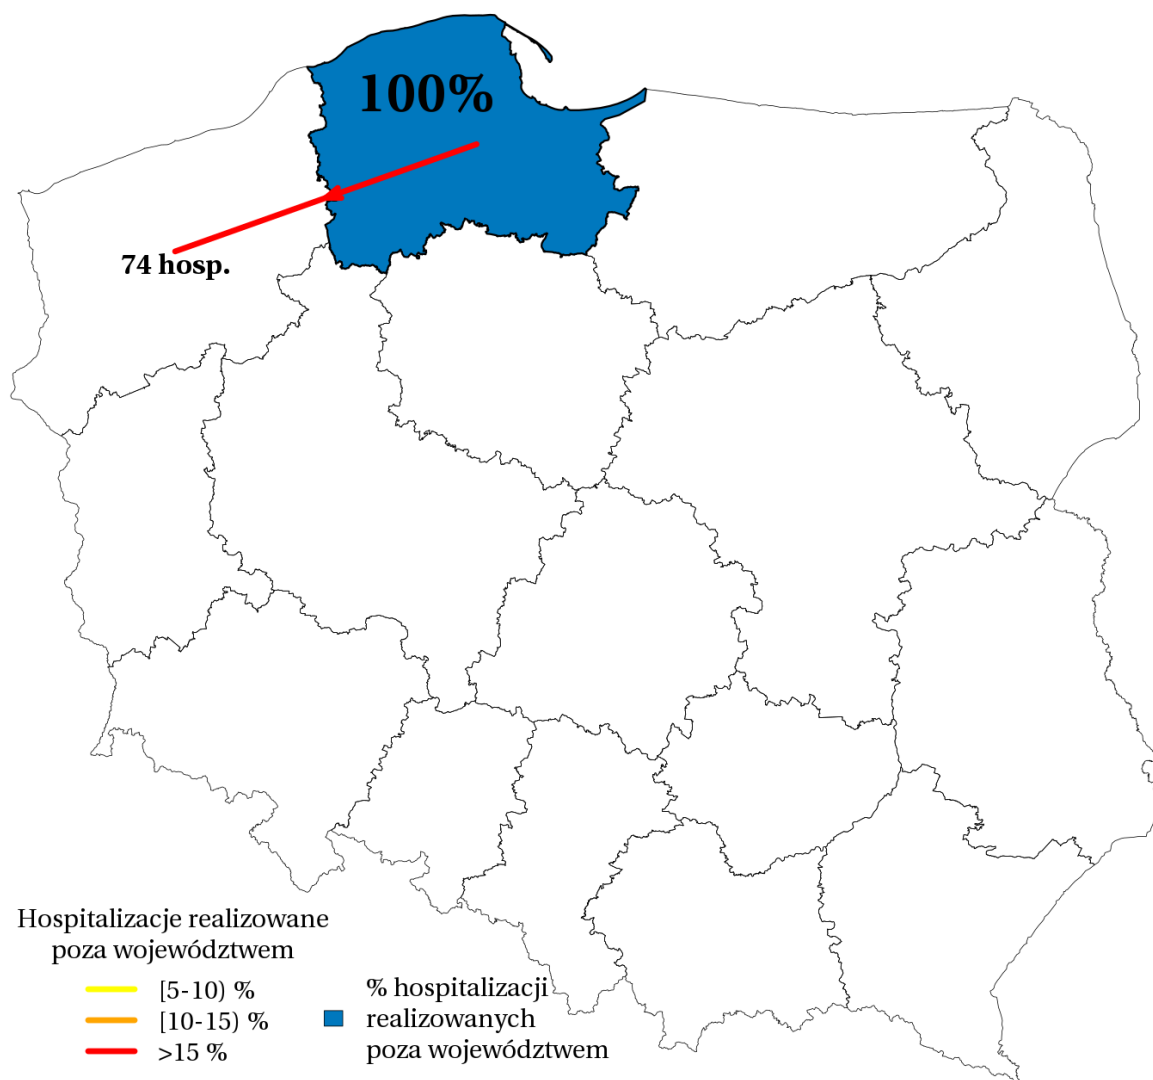 100%
74 hosp.
Hospitalizacje realizowane
poza województwem
[5-10) %
[10-15) %
>15 %
% hospitalizacji
realizowanych
poza województwem